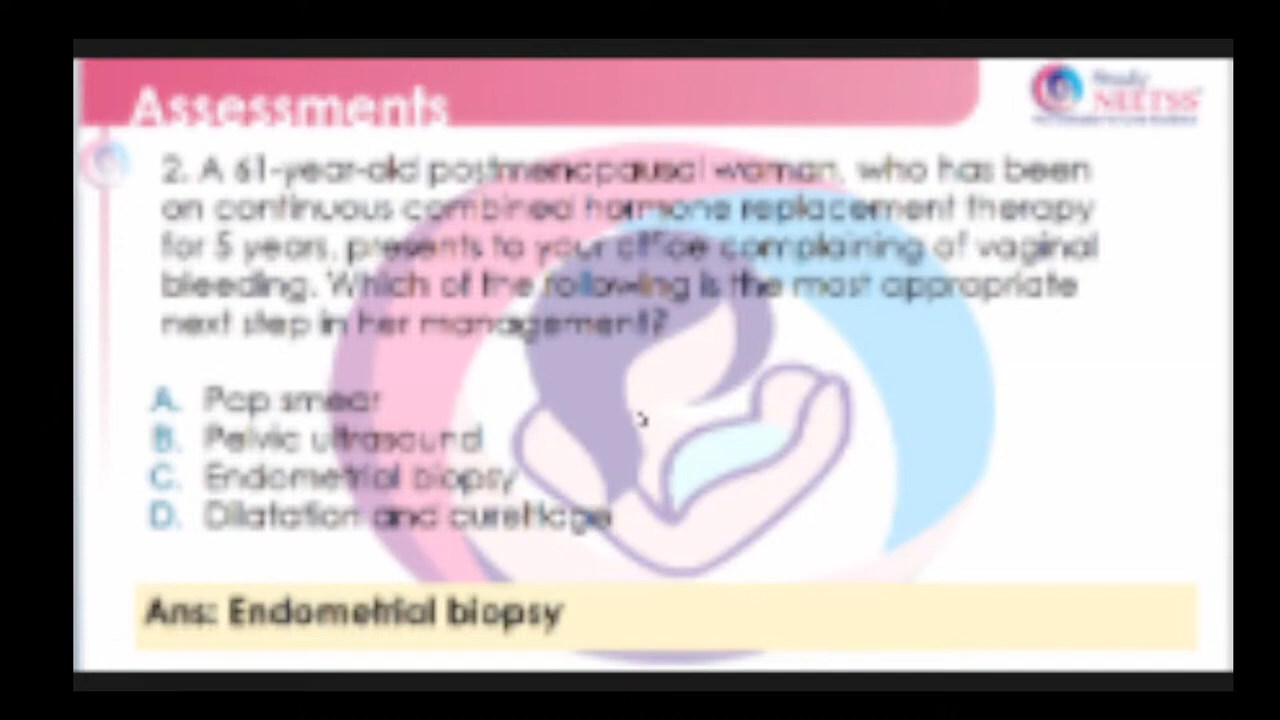 Assessments
Study
NEETSS
2. A 61-year-old postmenopausal woman, who has been
on continuous combined hormone replacement therapy
for 5 years, presents to your office complaining of vaginal
bleeding. Which of the following is the most appropriate
next step in her management?
A. Pap smear
B. Pelvic ultrasound
C. Endometrial biopsy
D. Dilatation and curettage
Ans: Endometrial biopsy